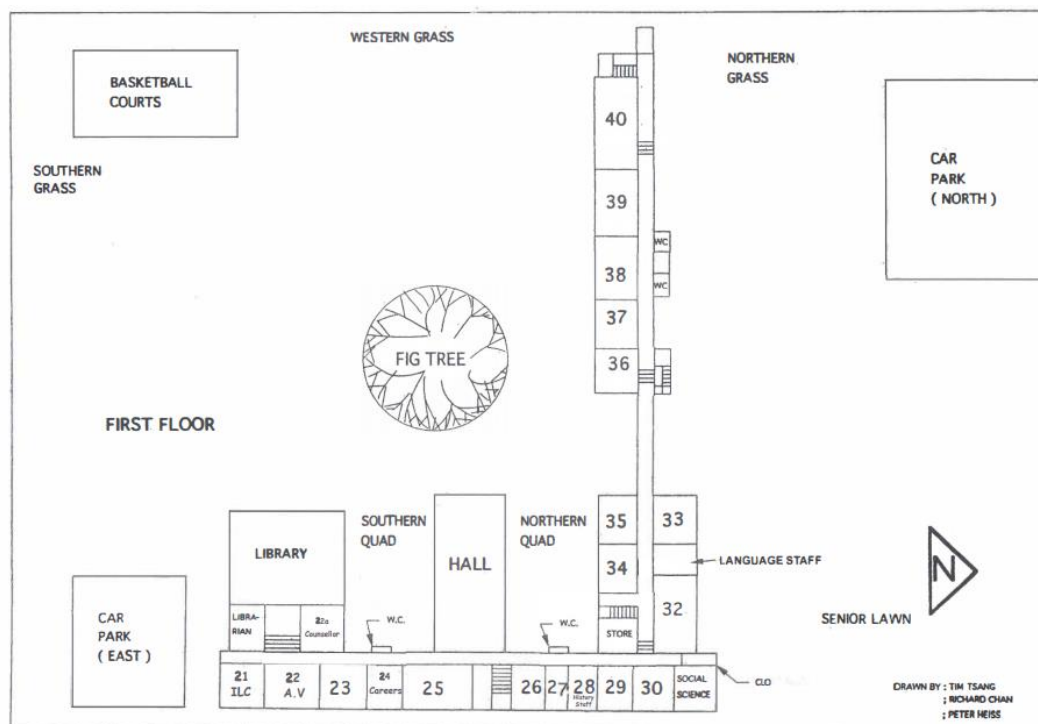 WESTERN GRASS
NORTHERN
GRASS
BASKETBALL
COURTS
40
CAR
PARK
( NORTH )
SOUTHERN
GRASS
39
WC
38
WC
37
FIG TREE
36
FIRST FLOOR
35
33
SOUTHERN
QUAD
NORTHERN
QUAD
LIBRARY
HALL
34
LANGUAGE STAFF
N
32
LIBRA-
RIAN
22a
Counsellor
W.C.
W.C.
STORE
SENIOR LAWN
CAR
PARK
( EAST )
21
ILC
22
A.V
23
24
Careers
25
26
27
28
History
Staff
29
30
SOCIAL
SCIENCE
CLO
DRAWN BY : TIM TSANG
; RICHARD CHAN
; PETER HEISS